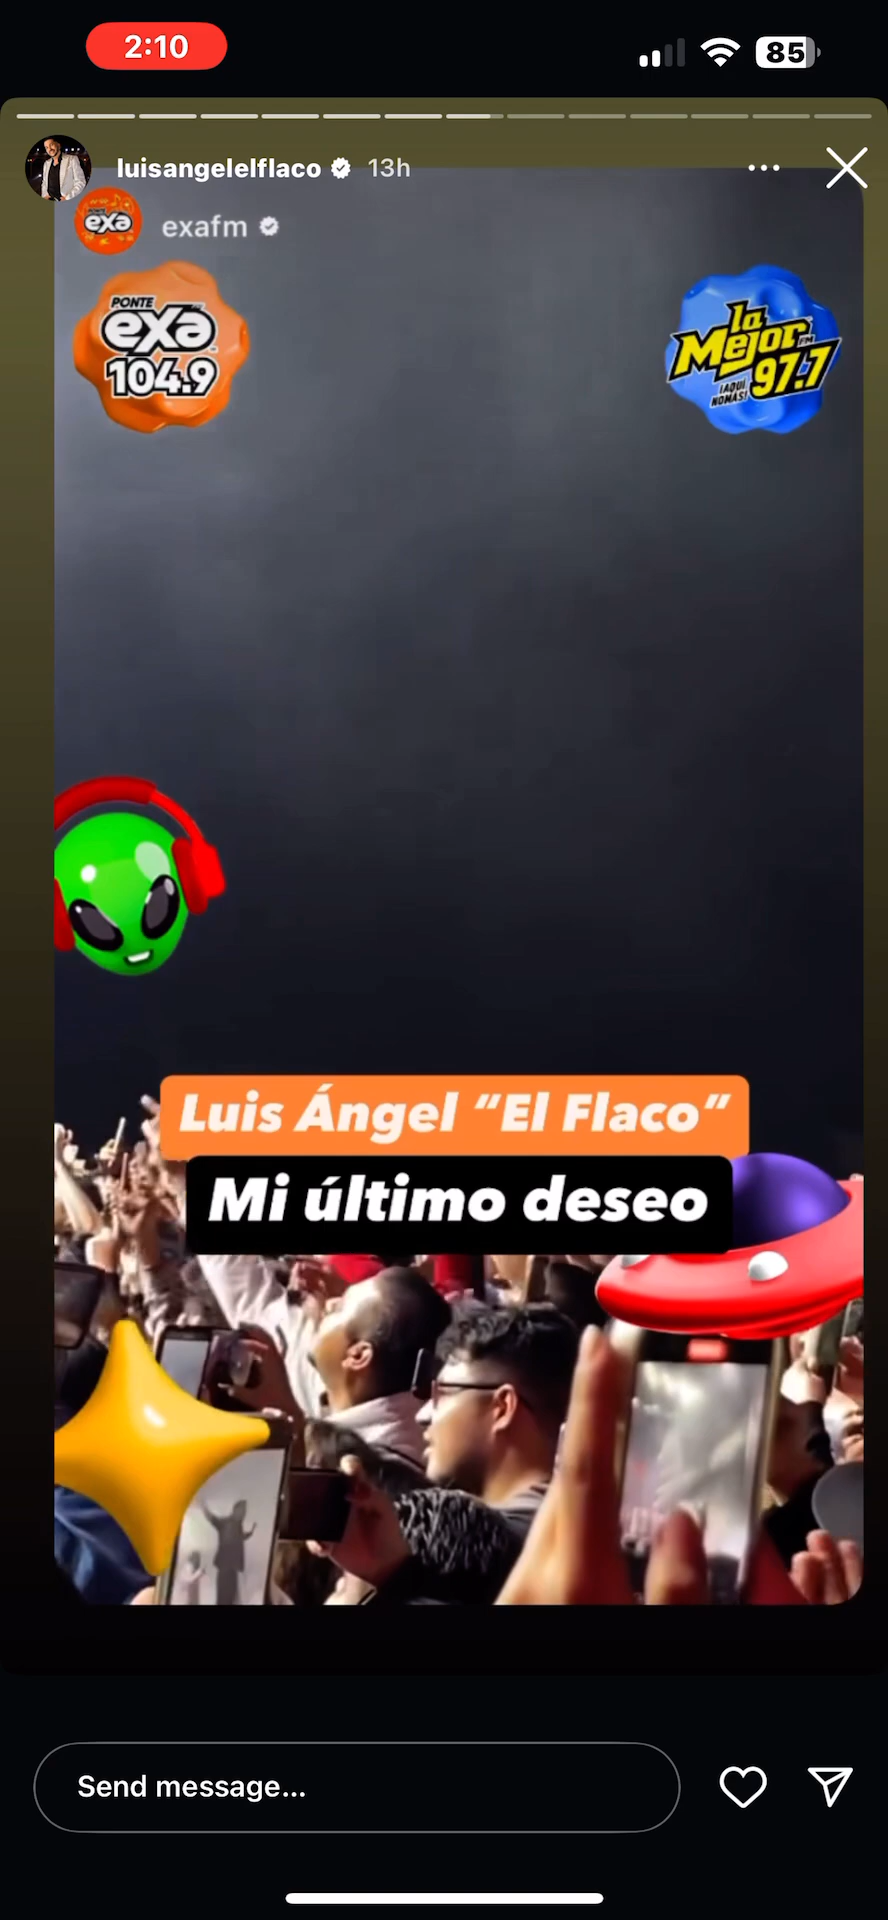 2:10
85
luisangelelflaco 13h
exa
exafm
PONTE
exa
104.9
la
Mejor FM
97.7
¡AQUÍ
NOMÁS!
Luis Ángel “El Flaco”
Mi último deseo
Send message...